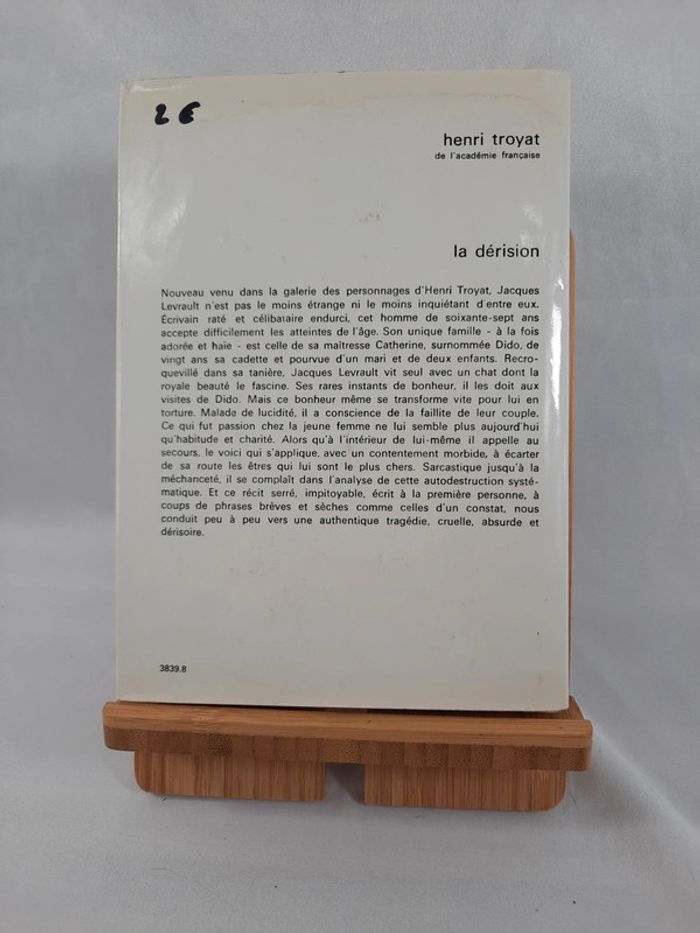 2 €
henri troyat
de l'académie française
la dérision
Nouveau venu dans la galerie des personnages d'Henri Troyat, Jacques
Levrault n'est pas le moins étrange ni le moins inquiétant d'entre eux.
Écrivain raté et célibataire endurci, cet homme de soixante-sept ans
accepte difficilement les atteintes de l'âge. Son unique famille - à la fois
adorée et haïe - est celle de sa maîtresse Catherine, surnommée Dido, de
vingt ans sa cadette et pourvue d'un mari et de deux enfants. Recro-
quevillé dans sa tanière, Jacques Levrault vit seul avec un chat dont la
royale beauté le fascine. Ses rares instants de bonheur, il les doit aux
visites de Dido. Mais ce bonheur même se transforme vite pour lui en
torture. Malade de lucidité, il a conscience de la faillite de leur couple.
Ce qui fut passion chez la jeune femme ne lui semble plus aujourd'hui
qu'habitude et charité. Alors qu'à l'intérieur de lui-même il appelle au
secours, le voici qui s'applique, avec un contentement morbide, à écarter
de sa route les êtres qui lui sont le plus chers. Sarcastique jusqu'à la
méchanceté, il se complaît dans l'analyse de cette autodestruction systé-
matique. Et ce récit serré, impitoyable, écrit à la première personne, à
coups de phrases brèves et sèches comme celles d'un constat, nous
conduit peu à peu vers une authentique tragédie, cruelle, absurde et
dérisoire.
3839.8